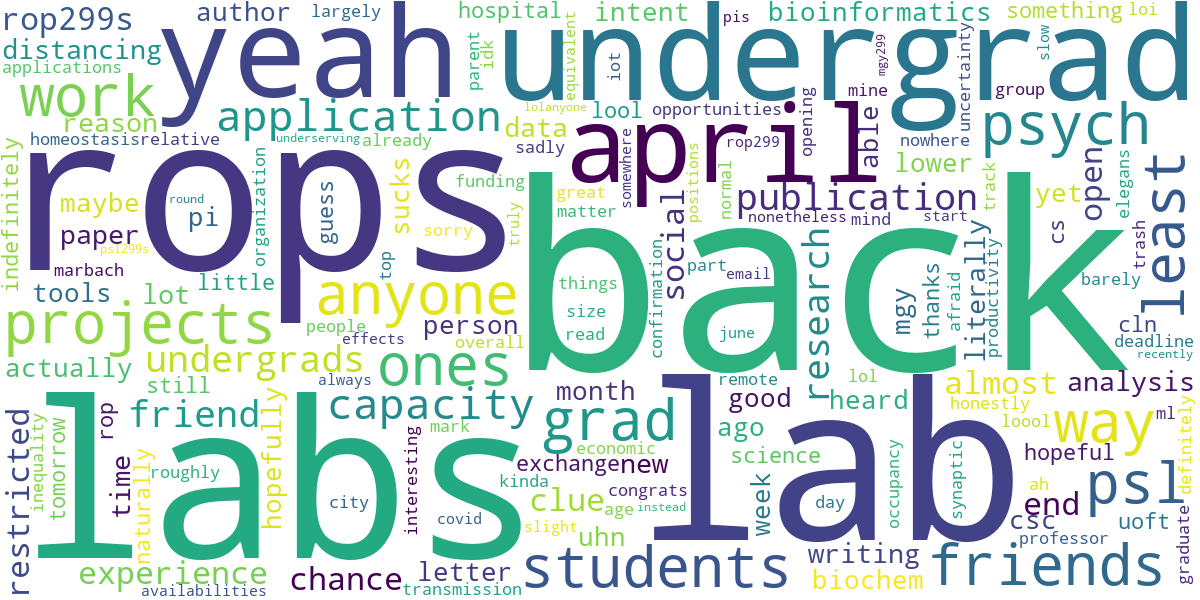 rop299s
author
largely
hospital
intent
bioinformatics
something
loi
pis
distancing
yeah
undergrad
applications
parent
idk
equivalent
iot
slow
mgy299
uncertainty
work
reason
application
lolanyone
lool
opportunities
mine
group
data
april
opening
able
nowhere
psych
homeostasis
relative
underserving
already
sadly
rop299
lower
open
elegans
least
indefinitely
rops
maybe
round
pi
organization
guess
sucks
funding
great
matter
somewhere
positions
normal
publication
nonetheless
mind
start
yet
track
cs
trash
paper
psl299s
marbach
sorry
truly
back
social
tools
lot
little
top
things
size
read
confirmation
part
email
june
research
mgy
thanks
afraid
literally
productivity
barely
projects
anyone
people
effects
person
overall
cln
deadline
recently
actually
undergrads
ones
still
always
month
remote
good
lol
heard
almost
honestly
analysis
restricted
inequality
tomorrow
rop
friend
hopefully
capacity
mark
grad
economic
ago
loool
way
ml
definitely
labs
lab
time
naturally
roughly
city
covid
interesting
kinda
exchange
new
science
hopeful
clue
congrats
age
instead
week
day
occupancy
synaptic
ah
end
psl
slight
uhn
csc
uoft
professor
graduate
experience
availabilities
chance
letter
transmission
students
writing
biochem
friends